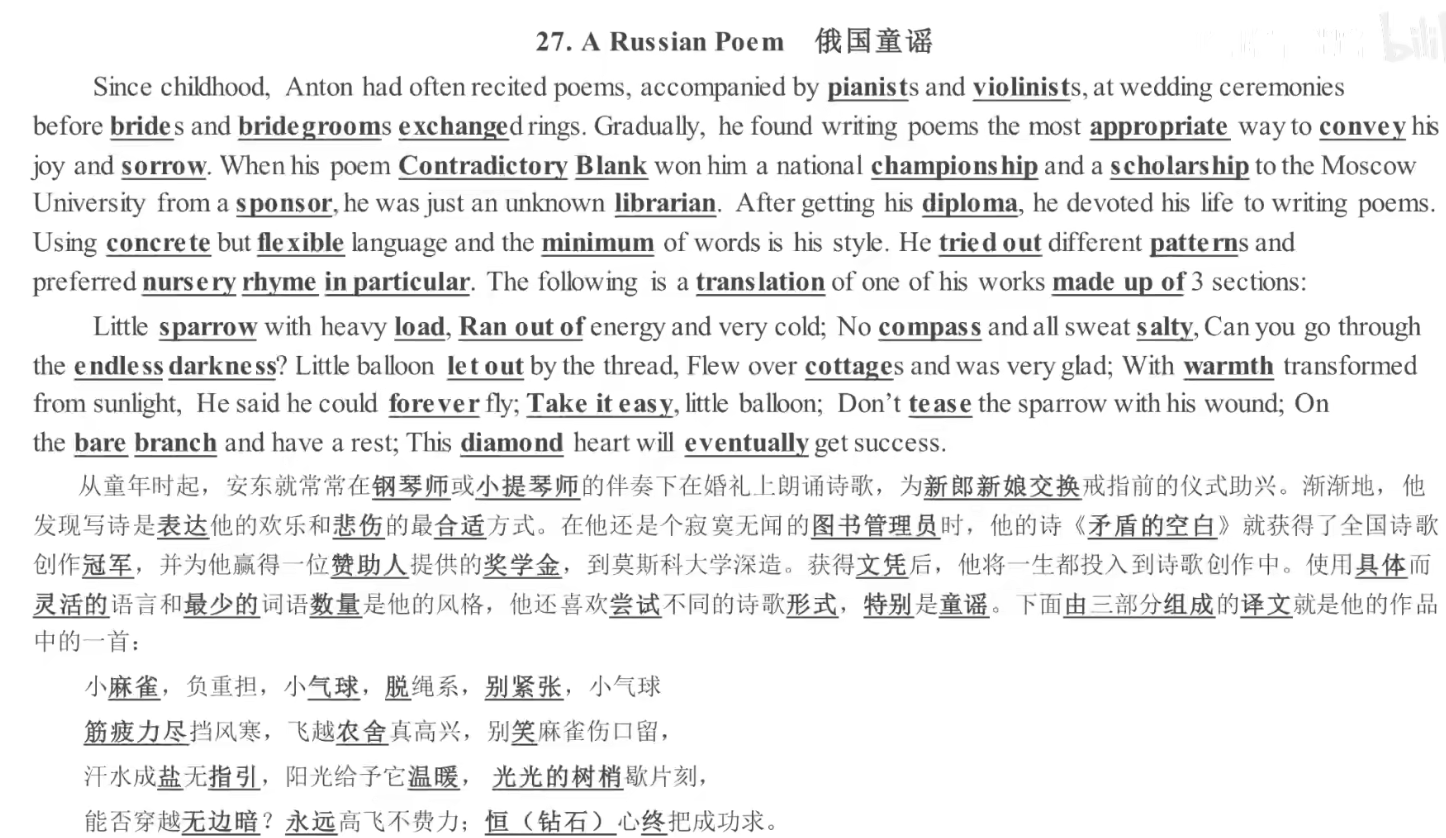 27. A Russian Poem 俄国童谣
Since childhood, Anton had often recited poems, accompanied by pianists and violinists, at wedding ceremonies
before brides and bridegrooms exchanged rings. Gradually, he found writing poems the most appropriate way to convey his
joy and sorrow. When his poem Contradictory Blank won him a national championship and a scholarship to the Moscow
University from a sponsor, he was just an unknown librarian. After getting his diploma, he devoted his life to writing poems.
Using concrete but flexible language and the minimum of words is his style. He tried out different patterns and
preferred nursery rhyme in particular. The following is a translation of one of his works made up of 3 sections:
Little sparrow with heavy load, Ran out of energy and very cold; No compass and all sweat salty, Can you go through
the endless darkness? Little balloon let out by the thread, Flew over cottages and was very glad; With warmth transformed
from sunlight, He said he could forever fly; Take it easy, little balloon; Don't tease the sparrow with his wound; On
the bare branch and have a rest; This diamond heart will eventually get success.
从童年时起，安东就常常在钢琴师或小提琴师的伴奏下在婚礼上朗诵诗歌，为新郎新娘交换戒指前的仪式助兴。渐渐地，他
发现写诗是表达他的欢乐和悲伤的最合适方式。在他还是个寂寞无闻的图书管理员时，他的诗《矛盾的空白》就获得了全国诗歌
创作冠军，并为他赢得一位赞助人提供的奖学金，到莫斯科大学深造。获得文凭后，他将一生都投入到诗歌创作中。使用具体而
灵活的语言和最少的词语数量是他的风格，他还喜欢尝试不同的诗歌形式，特别是童谣。下面由三部分组成的译文就是他的作品
中的一首：
小麻雀，负重担，小气球，脱绳系，别紧张，小气球
筋疲力尽挡风寒，飞越农舍真高兴，别笑麻雀伤口留，
汗水成盐无指引，阳光给予它温暖，光光的树梢歇片刻，
能否穿越无边暗？永远高飞不费力；恒（钻石）心终把成功求。